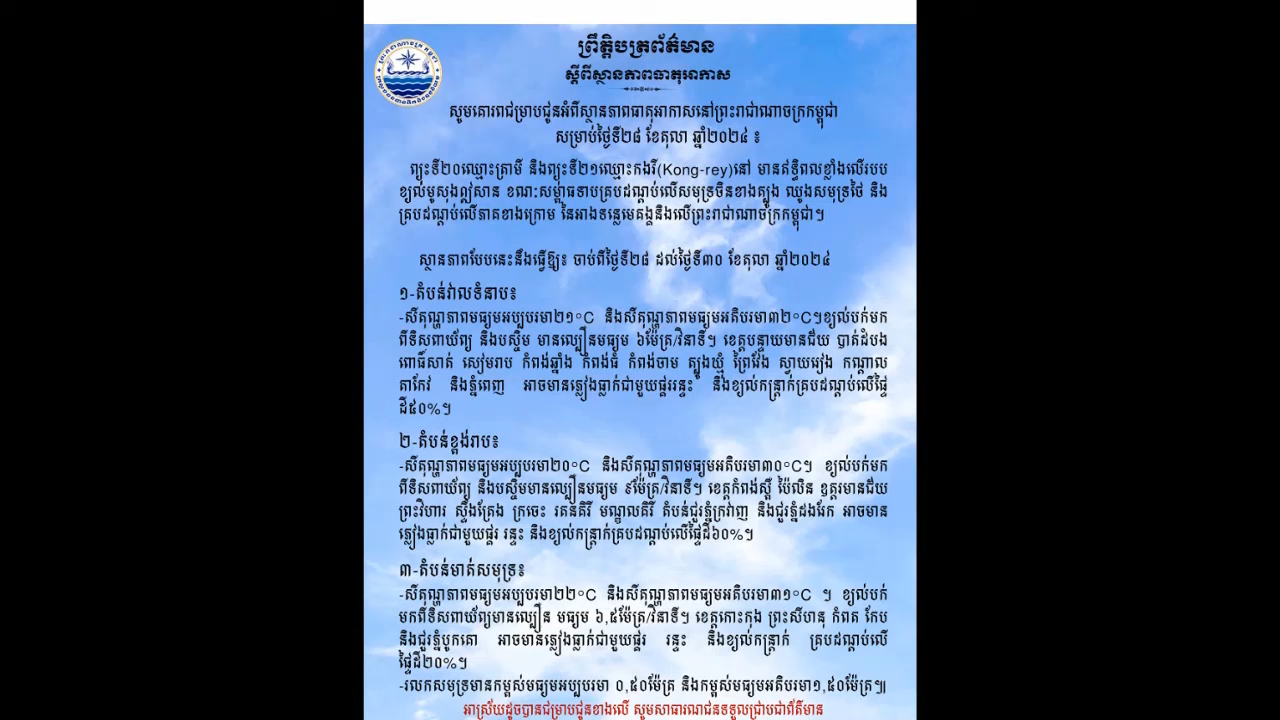 ព្រឹត្តិបត្រព័ត៌មាន
ស្តីពីស្ថានភាពធាតុអាកាស
សូមគោរពជម្រាបជូនអំពីស្ថានភាពធាតុអាកាសនៅព្រះរាជាណាចក្រកម្ពុជា
សម្រាប់ថ្ងៃទី២៨ ខែតុលា ឆ្នាំ២០២៤ ៖
ព្យុះទី២០ឈ្មោះត្រាមី និងព្យុះទី២១ឈ្មោះកងរី(Kong-rey)នៅ មានឥទ្ធិពលខ្លាំងលើរបប
ខ្យល់មូសុងឦសាន ខណៈសម្ពាធទាបគ្របដណ្តប់លើសមុទ្រចិនខាងត្បូង ឈូងសមុទ្រថៃ និង
គ្របដណ្តប់លើភាគខាងក្រោម នៃអាងទន្លេមេគង្គនិងលើព្រះរាជាណាចក្រកម្ពុជា។
ស្ថានភាពបែបនេះនឹងធ្វើឱ្យ៖ ចាប់ពីថ្ងៃទី២៨ ដល់ថ្ងៃទី៣០ ខែតុលា ឆ្នាំ២០២៤
១-តំបន់វាលទំនាប៖
-សីតុណ្ហភាពមធ្យមអប្បបរមា២១°C និងសីតុណ្ហភាពមធ្យមអតិបរមា៣២°C។ខ្យល់បក់មក
ពីទិសពាយ័ព្យ និងបស្ចិម មានល្បឿនមធ្យម ៦ម៉ែត្រ/វិនាទី។ ខេត្តបន្ទាយមានជ័យ បាត់ដំបង
ពោធិ៍សាត់ សៀមរាប កំពង់ឆ្នាំង កំពង់ធំ កំពង់ចាម ត្បូងឃ្មុំ ព្រៃវែង ស្វាយរៀង កណ្តាល
តាកែវ និងភ្នំពេញ អាចមានភ្លៀងធ្លាក់ជាមួយផ្គររន្ទះ និងខ្យល់កន្ត្រាក់គ្របដណ្តប់លើផ្ទៃ
ដី៥០%។
២-តំបន់ខ្ពង់រាប៖
-សីតុណ្ហភាពមធ្យមអប្បបរមា២០°C និងសីតុណ្ហភាពមធ្យមអតិបរមា៣០°C។ ខ្យល់បក់មក
ពីទិសពាយ័ព្យ និងបស្ចិមមានល្បឿនមធ្យម ៩ម៉ែត្រ/វិនាទី។ ខេត្តកំពង់ស្ពឺ ប៉ៃលិន ឧត្តរមានជ័យ
ព្រះវិហារ ស្ទឹងត្រែង ក្រចេះ រតនគិរី មណ្ឌលគិរី តំបន់ជួរភ្នំក្រវាញ និងជួរភ្នំដងរែក អាចមាន
ភ្លៀងធ្លាក់ជាមួយផ្គរ រន្ទះ និងខ្យល់កន្ត្រាក់គ្របដណ្តប់លើផ្ទៃដី៦០%។
៣-តំបន់មាត់សមុទ្រ៖
-សីតុណ្ហភាពមធ្យមអប្បបរមា២២°C និងសីតុណ្ហភាពមធ្យមអតិបរមា៣១°C ។ ខ្យល់បក់
មកពីទិសពាយ័ព្យមានល្បឿន មធ្យម ៦,៥ម៉ែត្រ/វិនាទី។ ខេត្តកោះកុង ព្រះសីហនុ កំពត កែប
និងជួរភ្នំបូកគោ អាចមានភ្លៀងធ្លាក់ជាមួយផ្គរ រន្ទះ និងខ្យល់កន្ត្រាក់ គ្របដណ្តប់លើ
ផ្ទៃដី២០%។
-រលកសមុទ្រមានកម្ពស់មធ្យមអប្បបរមា ០,៥០ម៉ែត្រ និងកម្ពស់មធ្យមអតិបរមា១,៥០ម៉ែត្រ៕
អាស្រ័យដូចបានជម្រាបជូនខាងលើ សូមសាធារណជនទទួលជ្រាបជាព័ត៌មាន